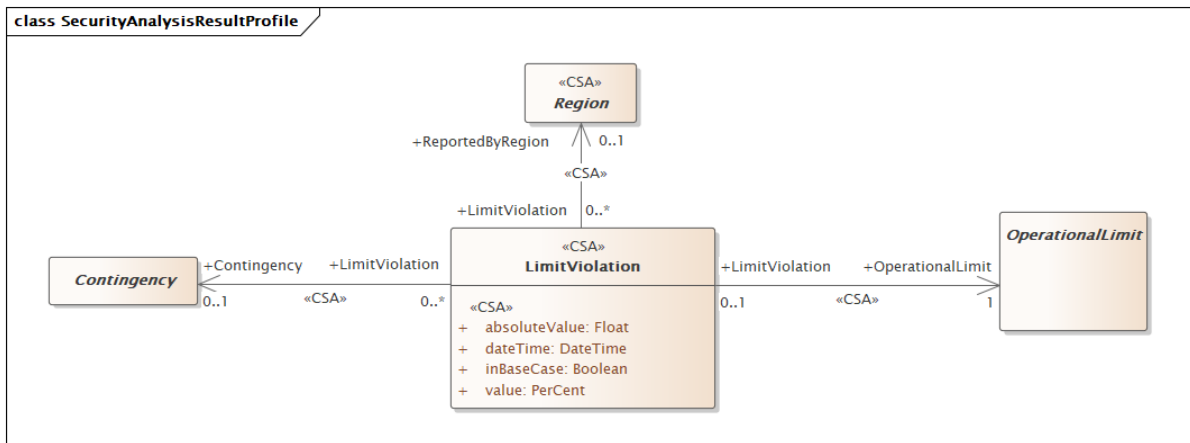 class SecurityAnalysisResultProfile
«CSA»
Region
+ReportedByRegion
0..1
«CSA»
+LimitViolation
0..*
Contingency
+Contingency
0..1
«CSA»
+LimitViolation
0..*
«CSA»
LimitViolation
«CSA»
+ absoluteValue: Float
+ dateTime: DateTime
+ inBaseCase: Boolean
+ value: PerCent
+LimitViolation
0..1
«CSA»
+OperationalLimit
1
OperationalLimit